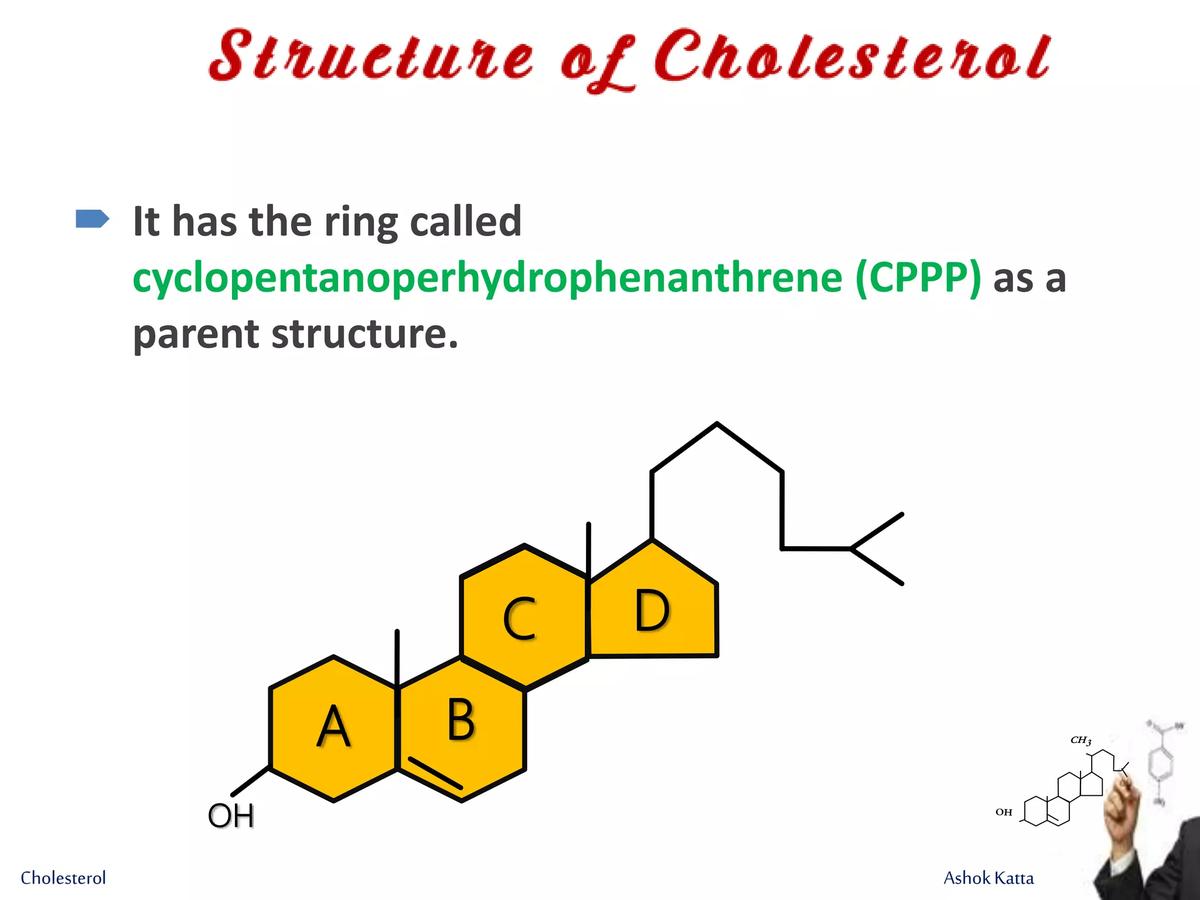 Structure of Cholesterol
It has the ring called
cyclopentanoperhydrophenanthrene (CPPP) as a
parent structure.
C
D
A
B
OH
CH3
OH
Cholesterol
Ashok Katta